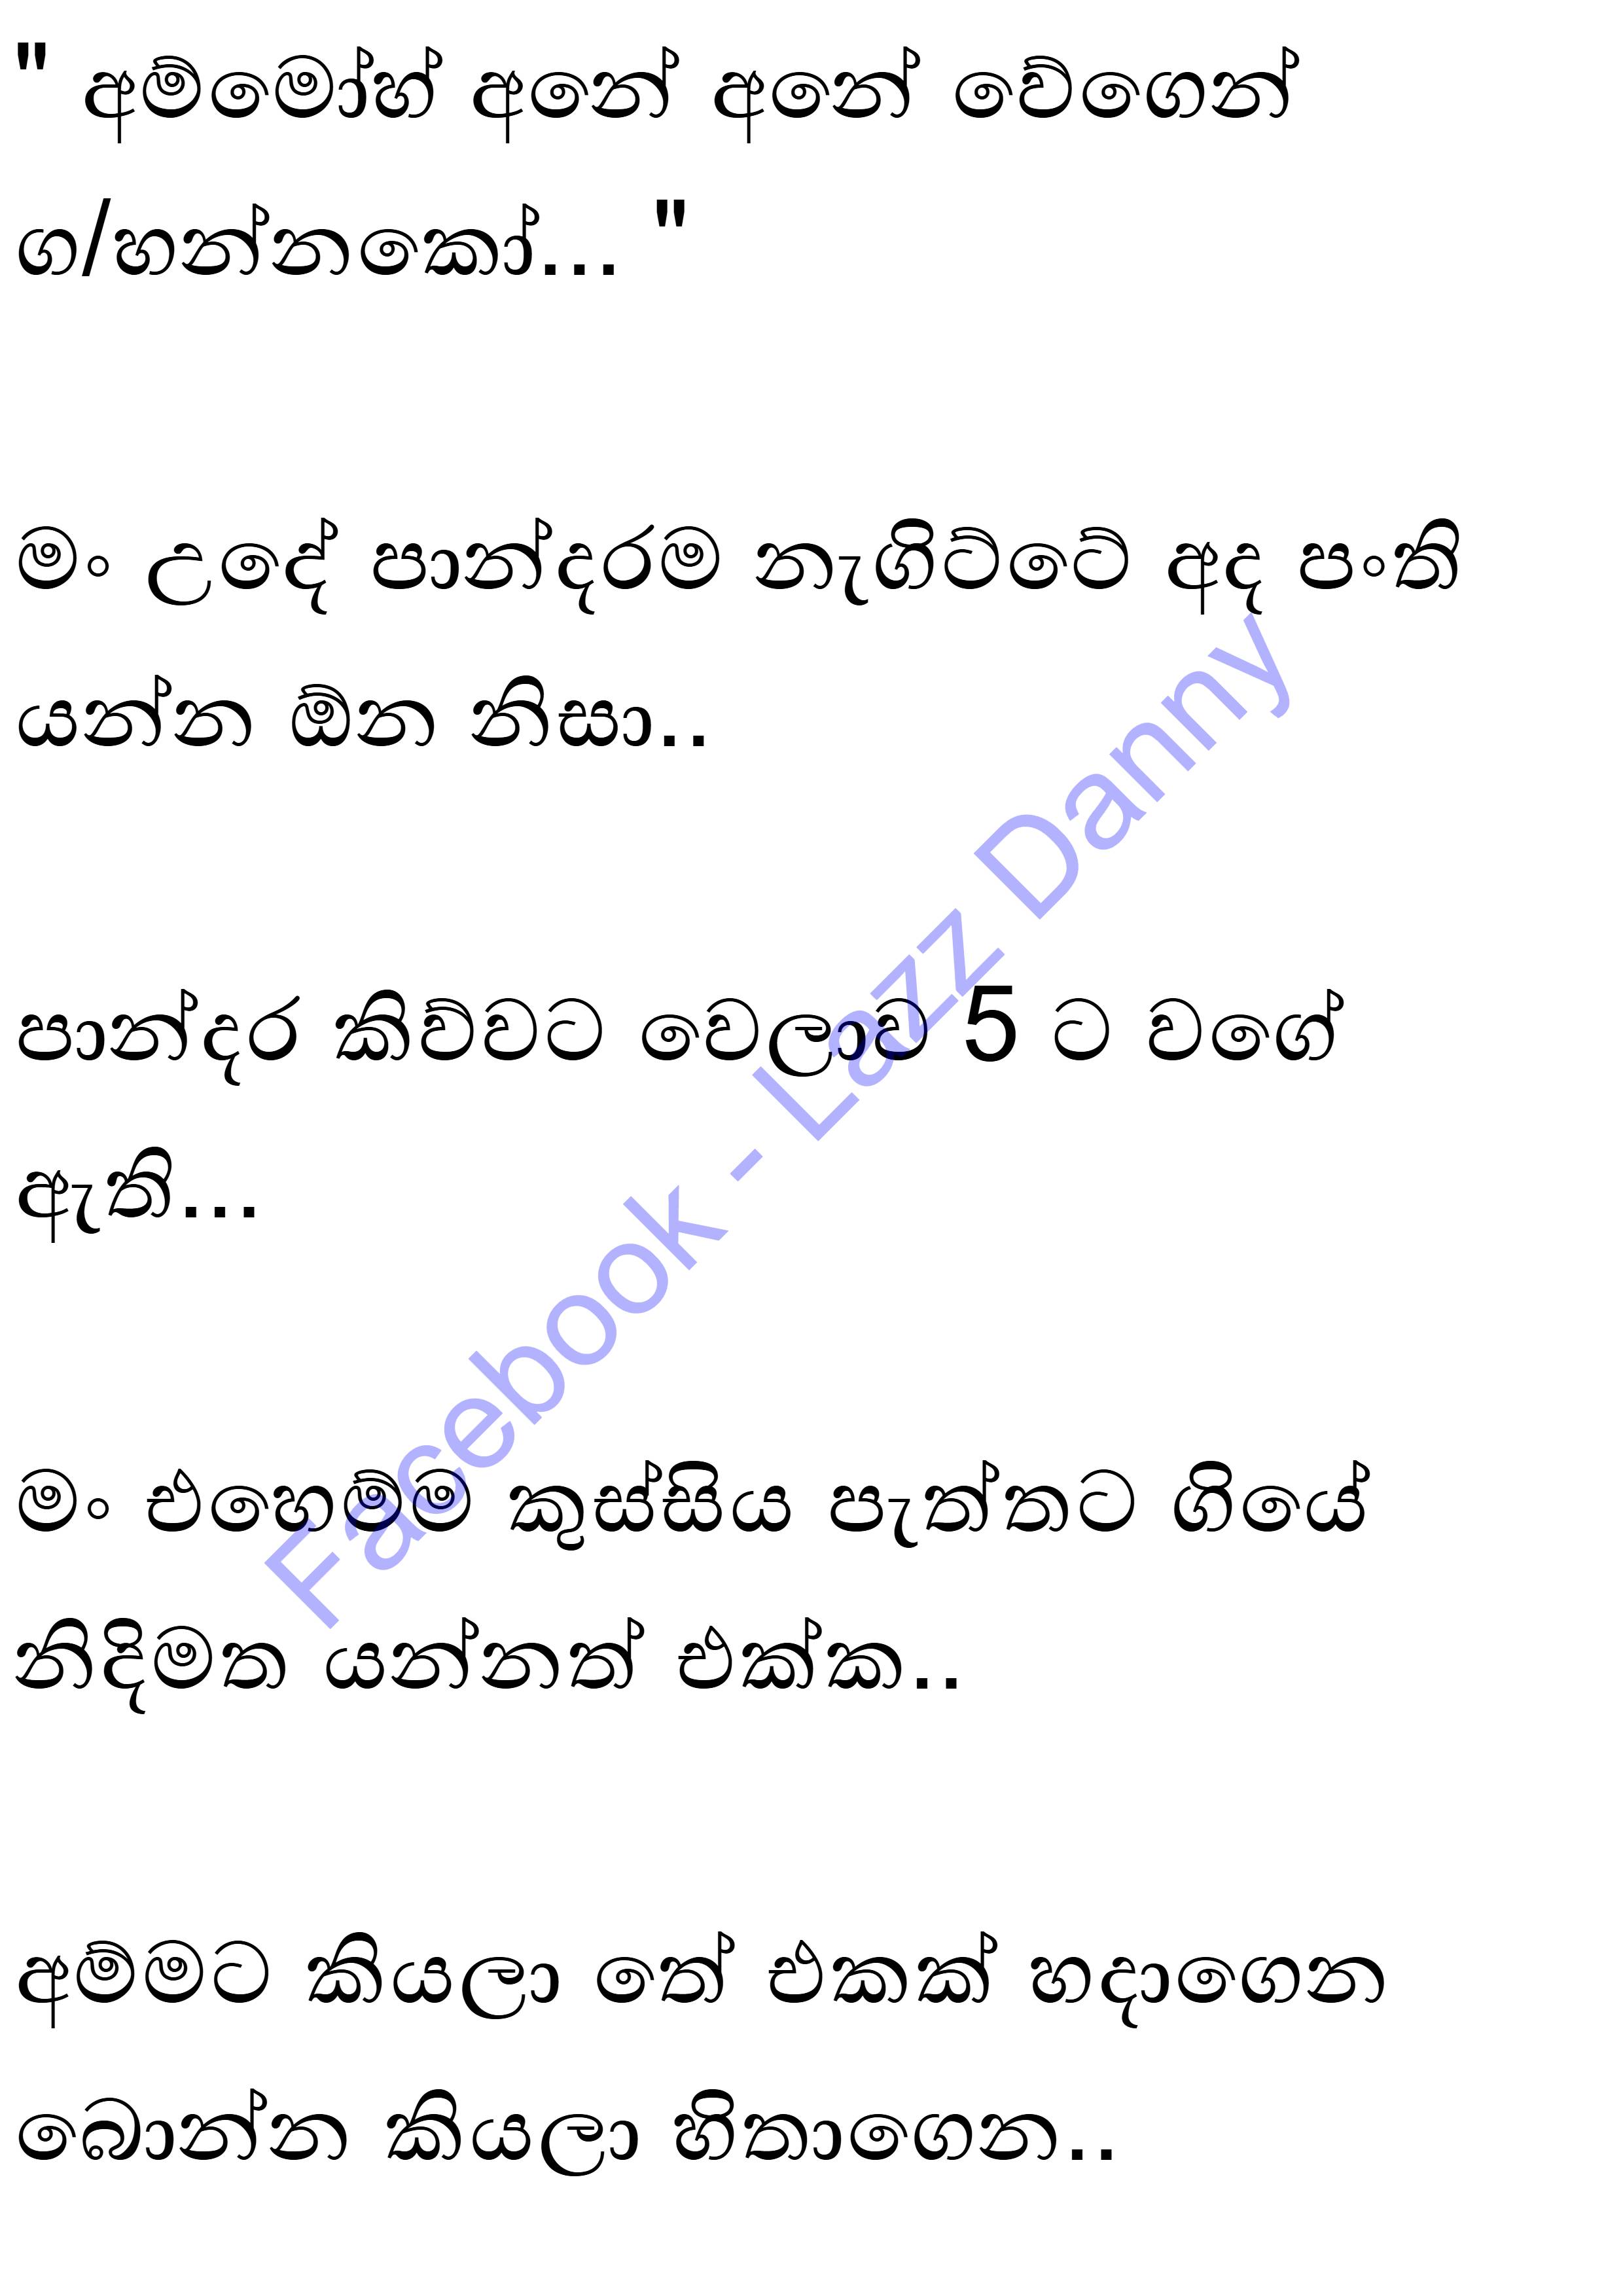 " අම්මෝහ් අනේ අනේ වේගෙන්
ග/හන්නකෝ... "
මං උදේ පාන්දරම නැගිට්ටේ අද පංති
යන්න ඕන නිසා..
පාන්දර කිව්වට වෙලාව 5 ට වගේ
ඇති...
මං එහෙම්ම කුස්සිය පැත්තට ගියේ
නිදිමත යන්නත් එක්ක..
අම්මට කියලා තේ එකක් හදාගෙන
බොන්න කියලා හිතාගෙන..
Facebook - Lazz Danny